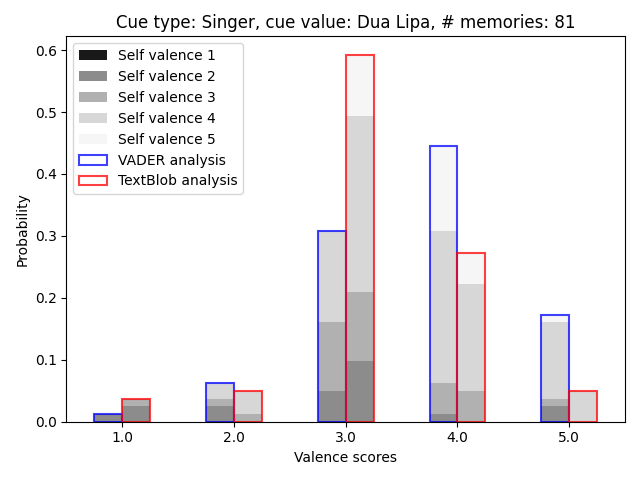 Cue type: Singer, cue value: Dua Lipa, # memories: 81
Self valence 1
Self valence 2
Self valence 3
Self valence 4
Self valence 5
VADER analysis
TextBlob analysis
Probability
0.6
0.5
0.4
0.3
0.2
0.1
0.0
1.0 2.0 3.0 4.0 5.0
Valence scores